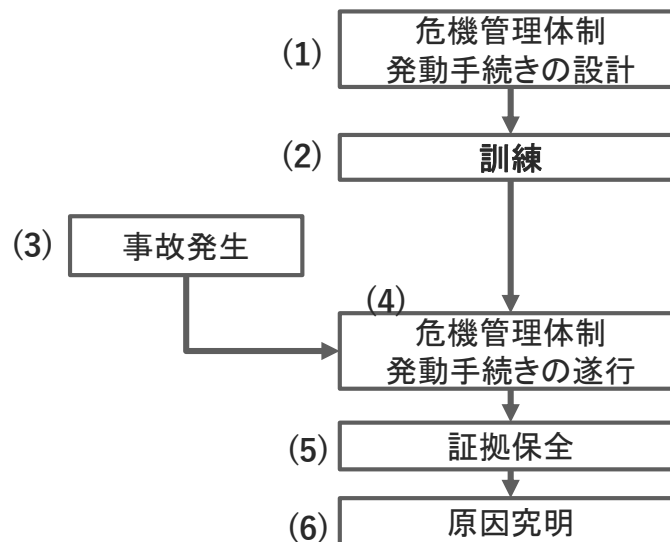 (1)
危機管理体制
発動手続きの設計
(2)
訓練
(3)
事故発生
(4)
危機管理体制
発動手続きの遂行
(5)
証拠保全
(6)
原因究明